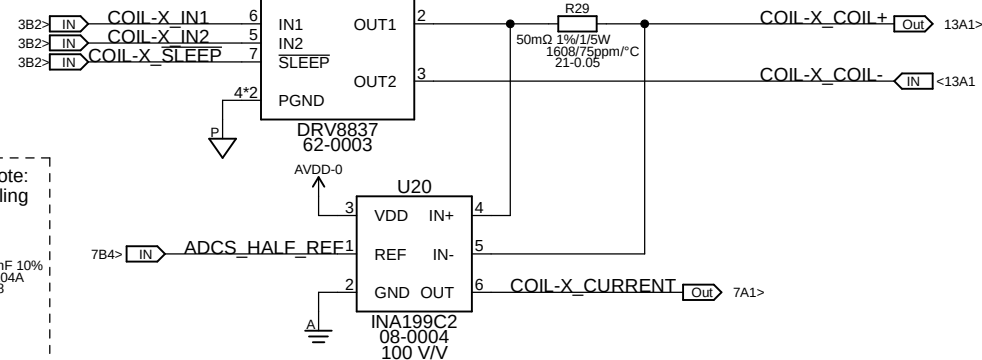 3B2> IN COIL-X_IN1 6 IN1 OUT1 2 R29 COIL-X_COIL+ Out 13A1>
3B2> IN COIL-X_IN2 5 IN2
50mΩ 1%/1/5W
1608/75ppm/°C
21-0.05
3B2> IN COIL-X_SLEEP 7 SLEEP
OUT2 3 COIL-X_COIL- IN <13A1
4*2 PGND
P
DRV8837
62-0003
AVDD-0
U20
3 VDD IN+ 4
7B4> IN ADCS_HALF_REF 1 REF IN- 5
2 GND OUT 6 COIL-X_CURRENT Out 7A1>
A
INA199C2
08-0004
100 V/V
ote:
ling
nF 10%
04A